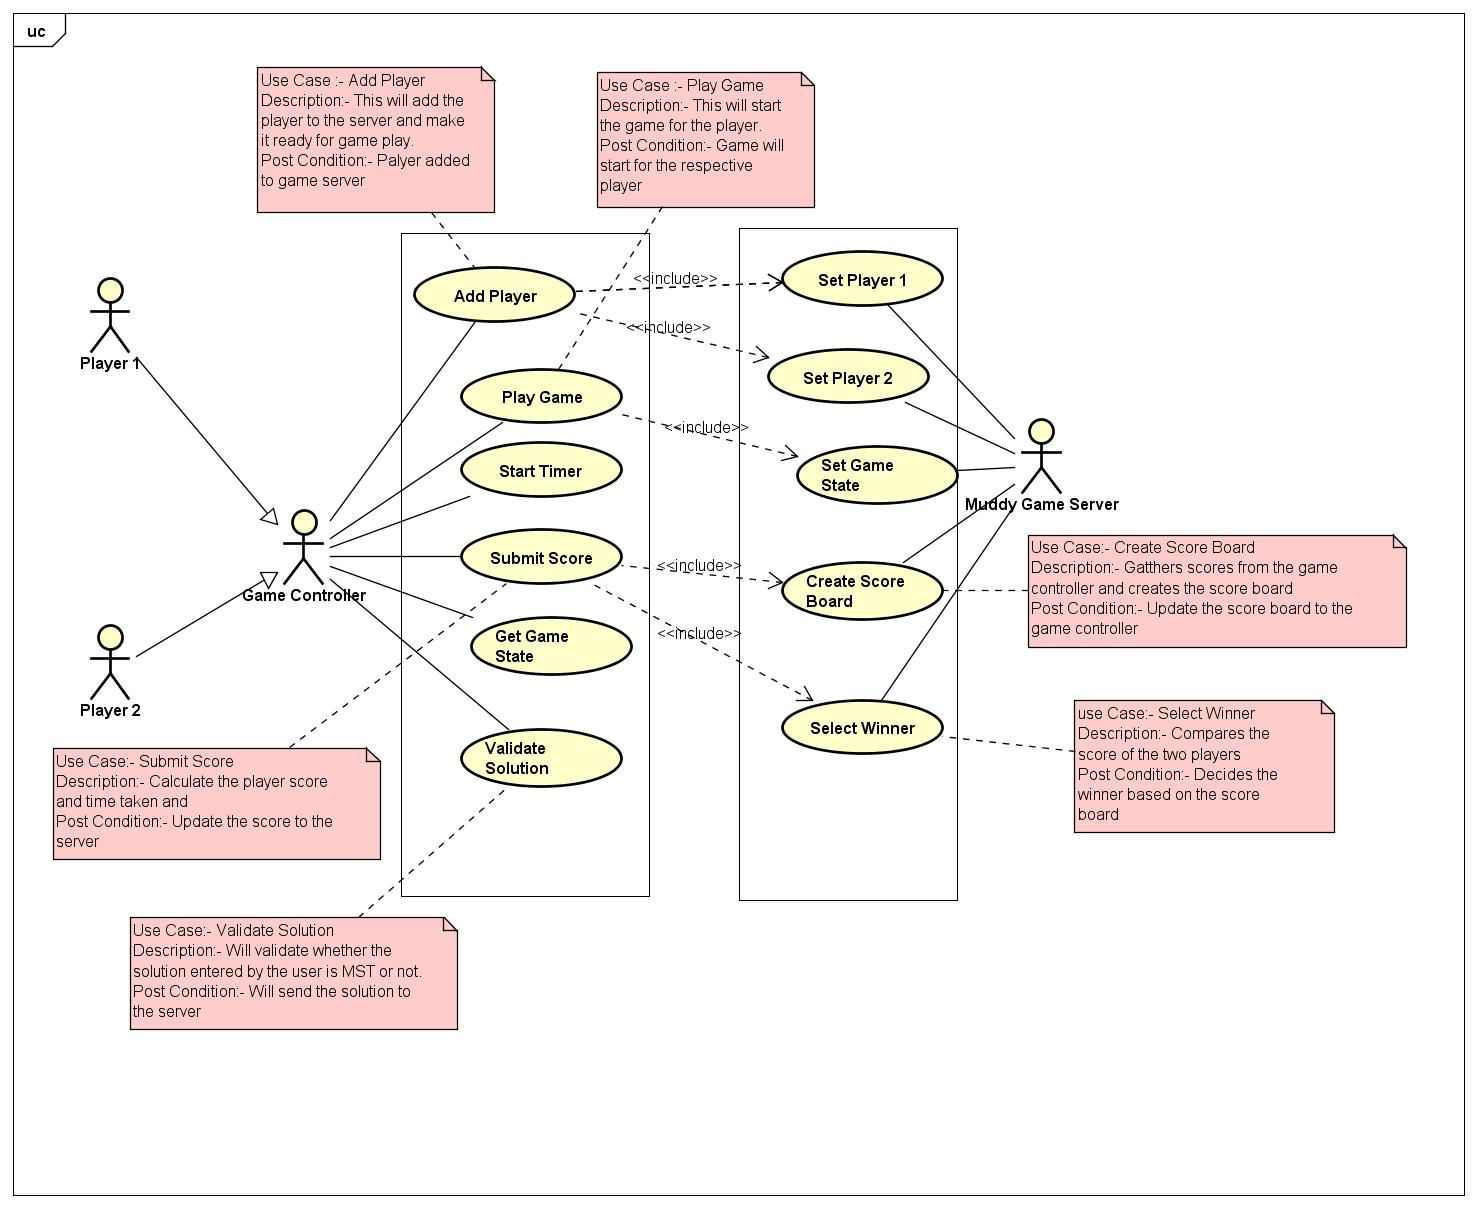 uc
Use Case :- Add Player
Description:- This will add the
player to the server and make
it ready for game play.
Post Condition:- Palyer added
to game server
Use Case :- Play Game
Description:- This will start
the game for the player.
Post Condition:- Game will
start for the respective
player
Add Player
<<include>>
Set Player 1
<<include>>
Player 1
Set Player 2
Play Game
<<include>>
Start Timer
Set Game
State
Muddy Game Server
Submit Score
<<include>>
Create Score
Board
Use Case:- Create Score Board
Description:- Gatthers scores from the game
controller and creates the score board
Post Condition:- Update the score board to the
game controller
Game Controller
Get Game
State
<<include>>
Player 2
Select Winner
use Case:- Select Winner
Description:- Compares the
score of the two players
Post Condition:- Decides the
winner based on the score
board
Validate
Solution
Use Case:- Submit Score
Description:- Calculate the player score
and time taken and
Post Condition:- Update the score to the
server
Use Case:- Validate Solution
Description:- Will validate whether the
solution entered by the user is MST or not.
Post Condition:- Will send the solution to
the server